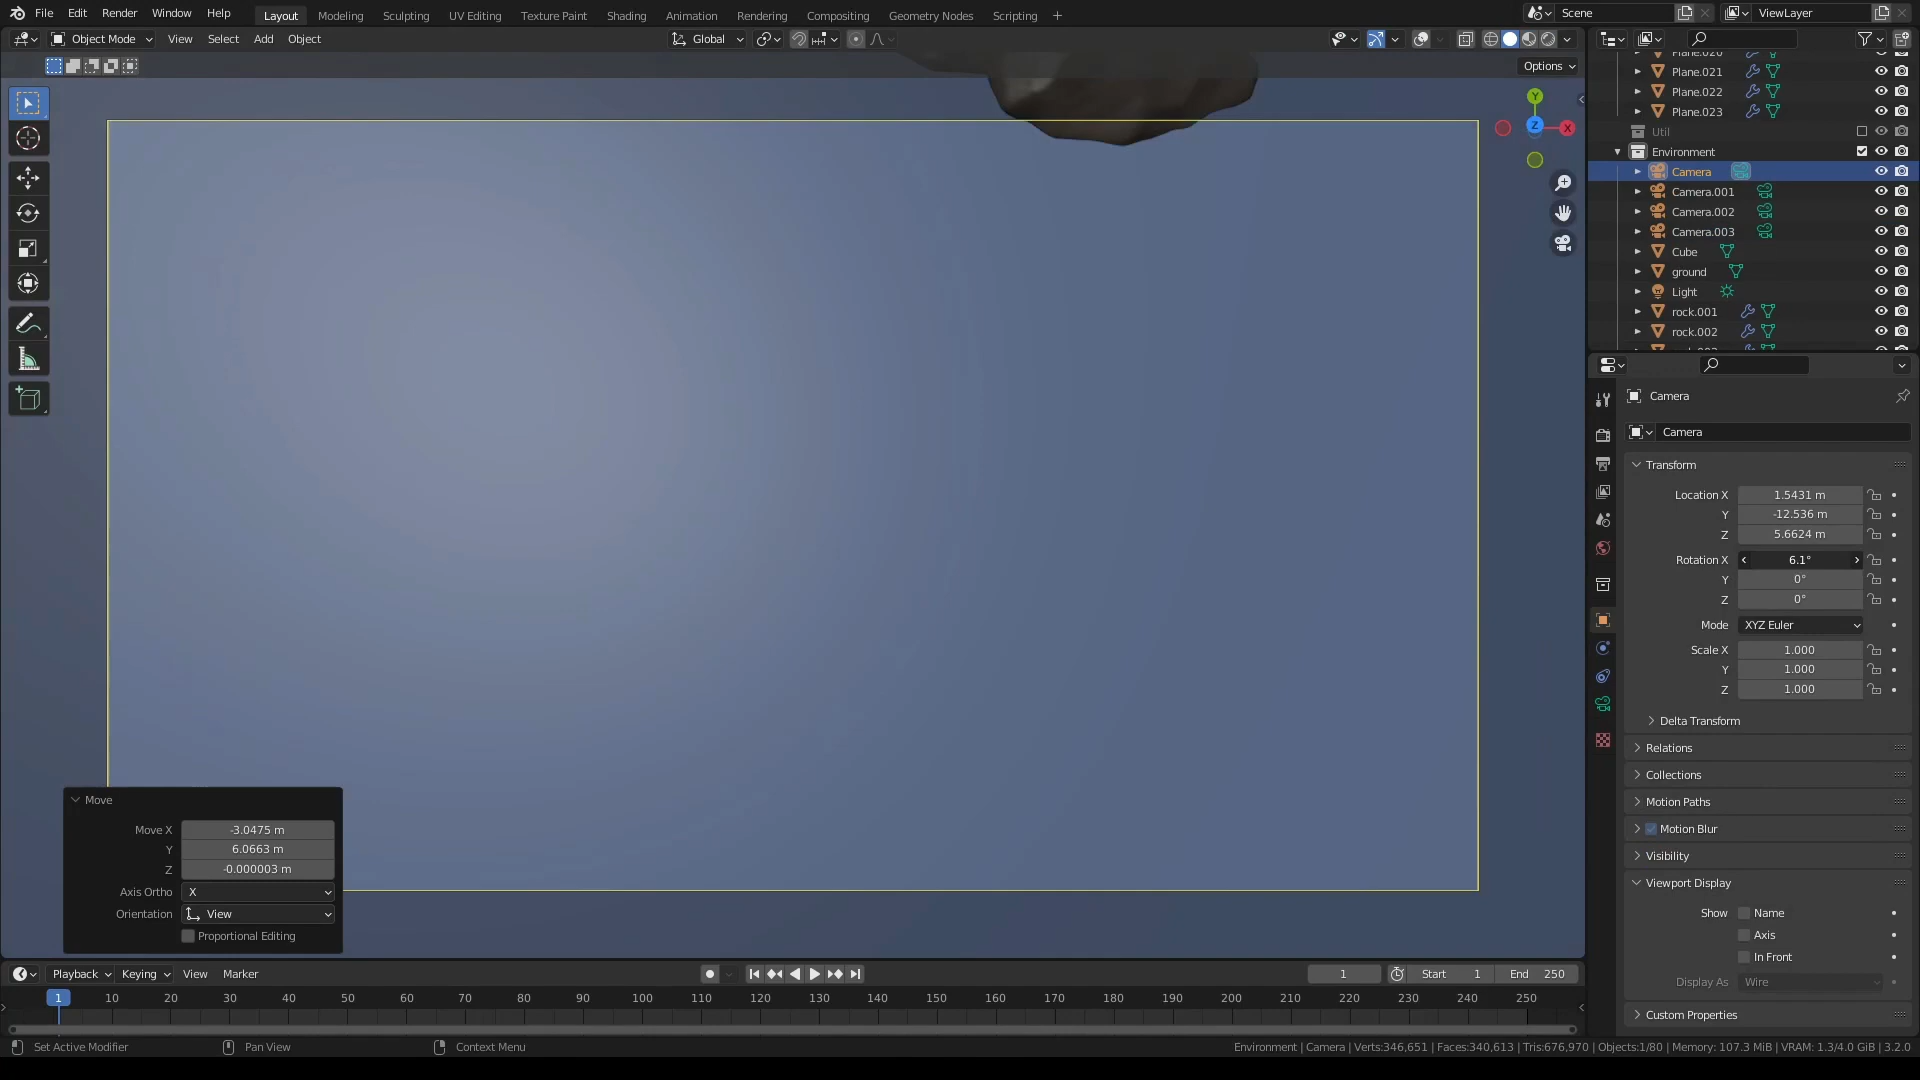 File Edit Render Window Help Layout Modeling Sculpting UV Editing Texture Paint Shading Animation Rendering Compositing Geometry Nodes Scripting + Scene ViewLayer
Object Mode View Select Add Object Global
Options
Plane.021
Plane.022
Plane.023
Util
Environment
Camera
Camera.001
Camera.002
Camera.003
Cube
ground
Light
rock.001
rock.002
Y
Z X
Camera
Camera
Transform
Location X 1.5431 m
Y -12.536 m
Z 5.6624 m
Rotation X 6.1°
Y 0°
Z 0°
Mode XYZ Euler
Scale X 1.000
Y 1.000
Z 1.000
Delta Transform
Relations
Collections
Motion Paths
Motion Blur
Visibility
Viewport Display
Show Name
Axis
In Front
Display As Wire
Custom Properties
Move
Move X -3.0475 m
Y 6.0663 m
Z -0.000003 m
Axis Ortho X
Orientation View
Proportional Editing
Playback Keying View Marker 1 Start 1 End 250
1 10 20 30 40 50 60 70 80 90 100 110 120 130 140 150 160 170 180 190 200 210 220 230 240 250
Set Active Modifier Pan View Context Menu Environment | Camera | Verts:346,651 | Faces:340,613 | Tris:676,970 | Objects:1/80 | Memory: 107.3 MiB | VRAM: 1.3/4.0 GiB | 3.2.0